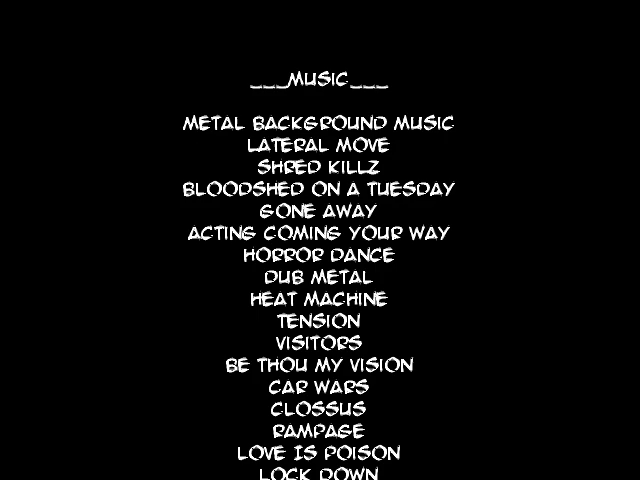 ___MUSIC___
METAL BACKGROUND MUSIC
LATERAL MOVE
SHRED KILLZ
BLOODSHED ON A TUESDAY
GONE AWAY
ACTING COMING YOUR WAY
HORROR DANCE
DUB METAL
HEAT MACHINE
TENSION
VISITORS
BE THOU MY VISION
CAR WARS
CLOSSUS
RAMPAGE
LOVE IS POISON
LOCK DOWN